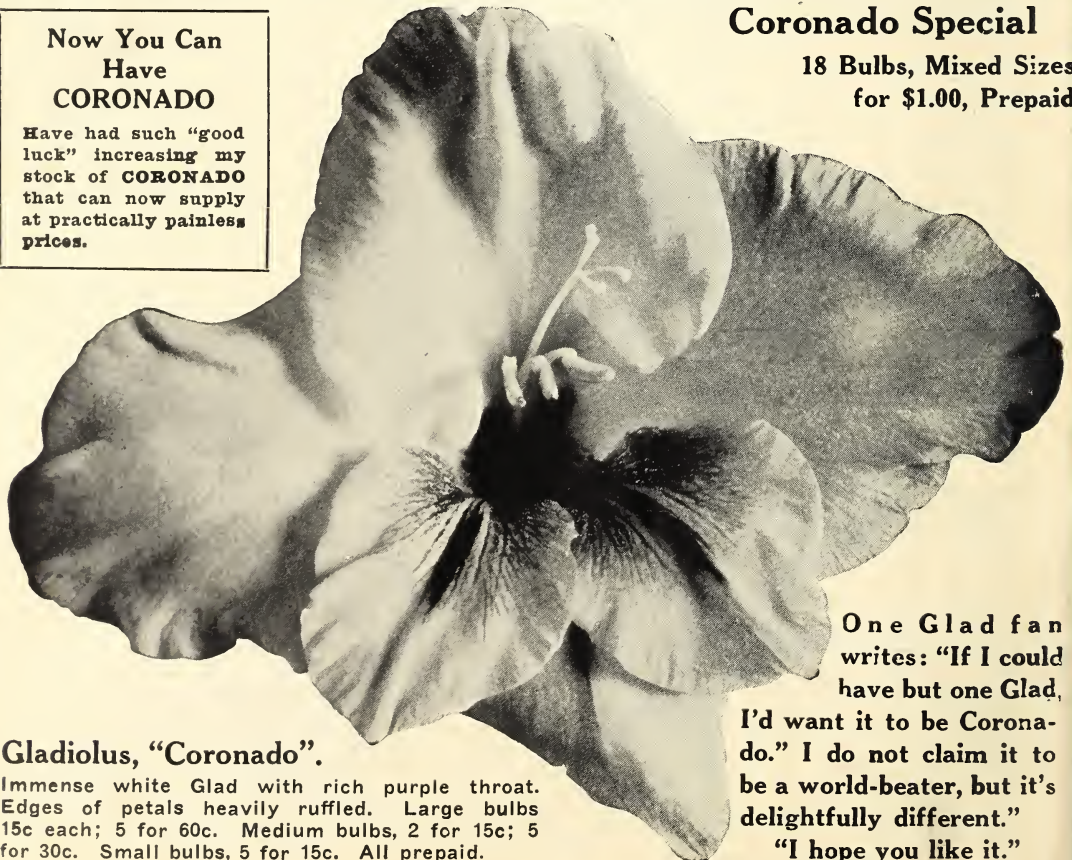 Now You Can
Have
CORONADO
Have had such “good
luck” increasing my
stock of CORONADO
that can now supply
at practically painless
prices.
Coronado Special
18 Bulbs, Mixed Sizes
for $1.00, Prepaid
One Glad fan
writes: “If I could
have but one Glad,
I’d want it to be Corona-
do.” I do not claim it to
be a world-beater, but it’s
delightfully different.”
“I hope you like it.”
Gladiolus, “Coronado”.
Immense white Glad with rich purple throat.
Edges of petals heavily ruffled. Large bulbs
15c each; 5 for 60c. Medium bulbs, 2 for 15c; 5
for 30c. Small bulbs, 5 for 15c. All prepaid.